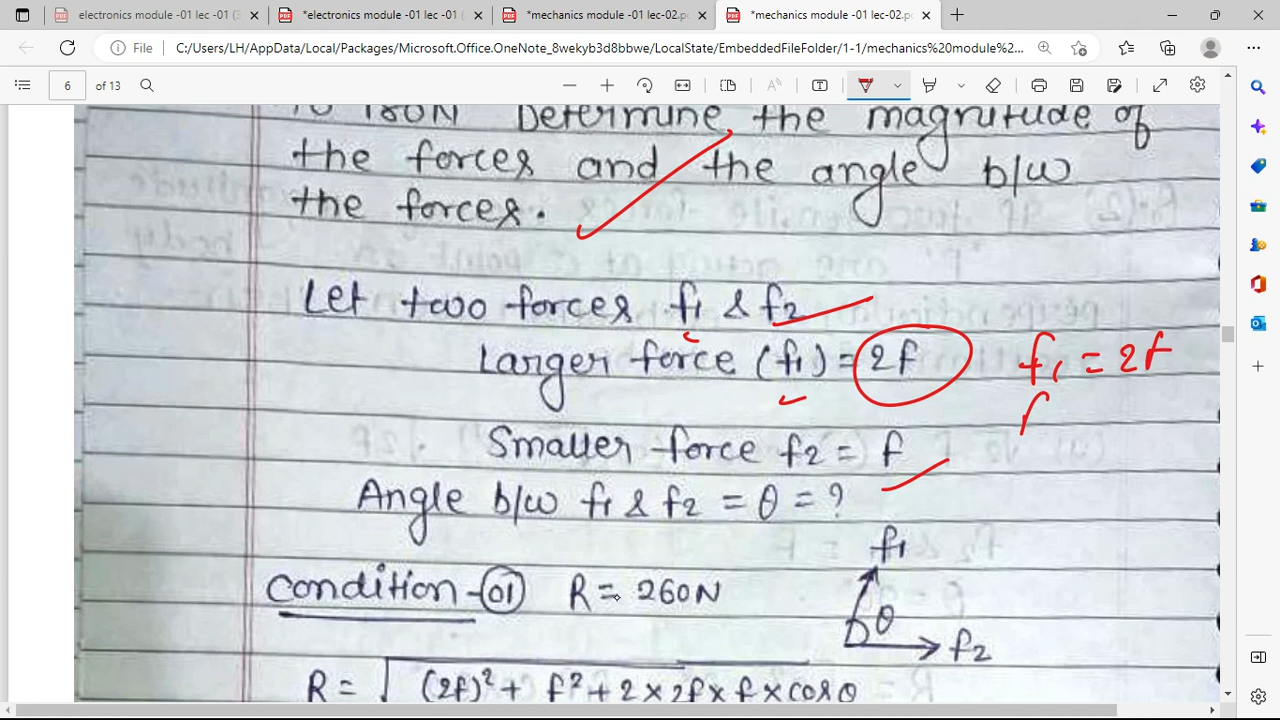 electronics module -01 lec -01 (
*electronics module -01 lec -01 (
*mechanics module -01 lec-02.p
*mechanics module -01 lec-02.p
File
C:/Users/LH/AppData/Local/Packages/Microsoft.Office.OneNote_8wekyb3d8bbwe/LocalState/EmbeddedFileFolder/1-1/mechanics%20module%2...
6 of 13
To 180N Determine the magnitude of
the forces and the angle b/w
the forces.
Let two forces f1 & f2
Larger force (f1) = 2f f1 = 2f
f
Smaller force f2 = f
Angle b/w f1 & f2 = θ = ?
f1
Condition-01 R = 260N
θ
f2
R = √(2f)² + f² + 2×2f×f×cosθ